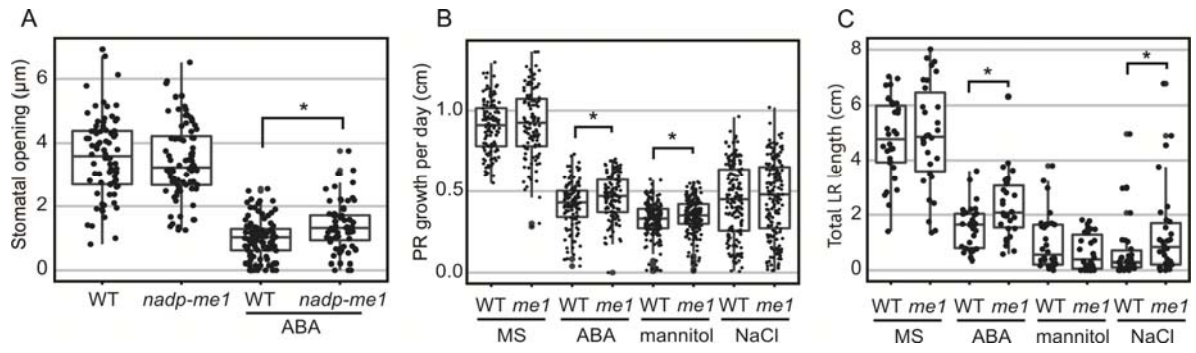 A
Stomatal opening (µm)
6
4
2
0
*
WT nadp-me1 WT nadp-me1
ABA
B
PR growth per day (cm)
1.0
0.5
0.0
* *
WT me1 WT me1 WT me1 WT me1
MS ABA mannitol NaCl
C
Total LR length (cm)
8
6
4
2
0
* *
WT me1 WT me1 WT me1 WT me1
MS ABA mannitol NaCl